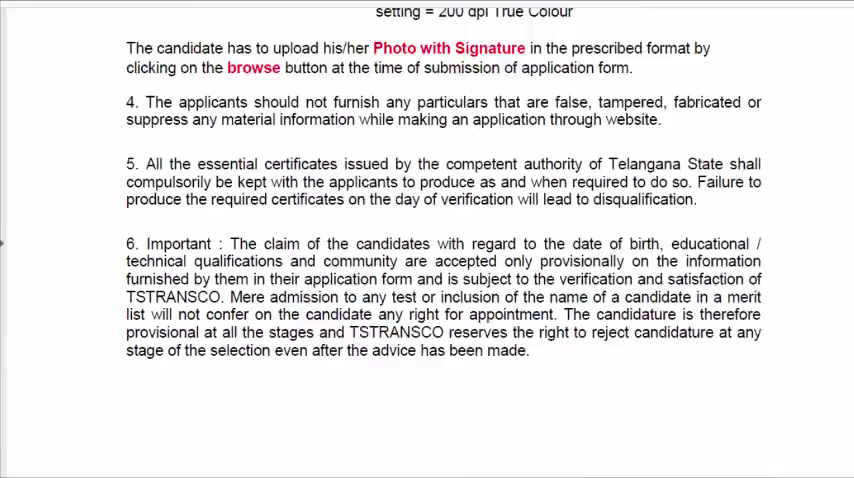 setting = 200 dpi True Colour
The candidate has to upload his/her Photo with Signature in the prescribed format by
clicking on the browse button at the time of submission of application form.
4. The applicants should not furnish any particulars that are false, tampered, fabricated or
suppress any material information while making an application through website.
5. All the essential certificates issued by the competent authority of Telangana State shall
compulsorily be kept with the applicants to produce as and when required to do so. Failure to
produce the required certificates on the day of verification will lead to disqualification.
6. Important : The claim of the candidates with regard to the date of birth, educational /
technical qualifications and community are accepted only provisionally on the information
furnished by them in their application form and is subject to the verification and satisfaction of
TSTRANSCO. Mere admission to any test or inclusion of the name of a candidate in a merit
list will not confer on the candidate any right for appointment. The candidature is therefore
provisional at all the stages and TSTRANSCO reserves the right to reject candidature at any
stage of the selection even after the advice has been made.